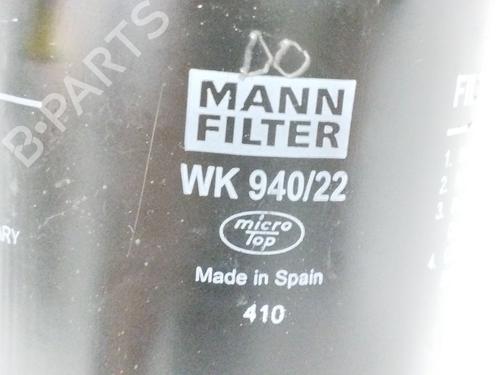 DO
MANN
FILTER
WK 940/22
micro
Top
Made in Spain
410
B-PARTS